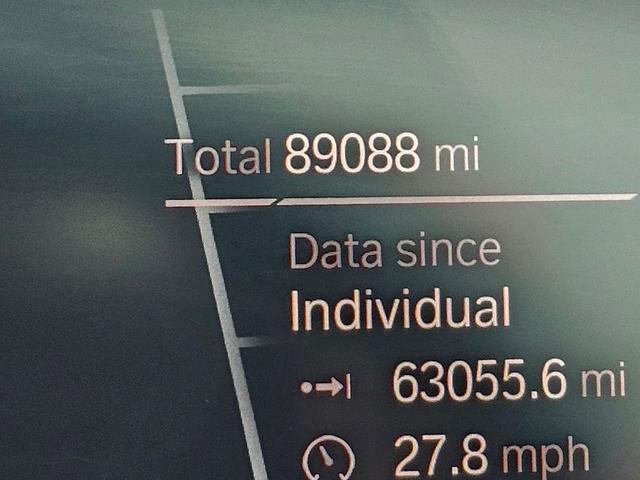 Total 89088 mi
Data since
Individual
63055.6 mi
27.8 mph